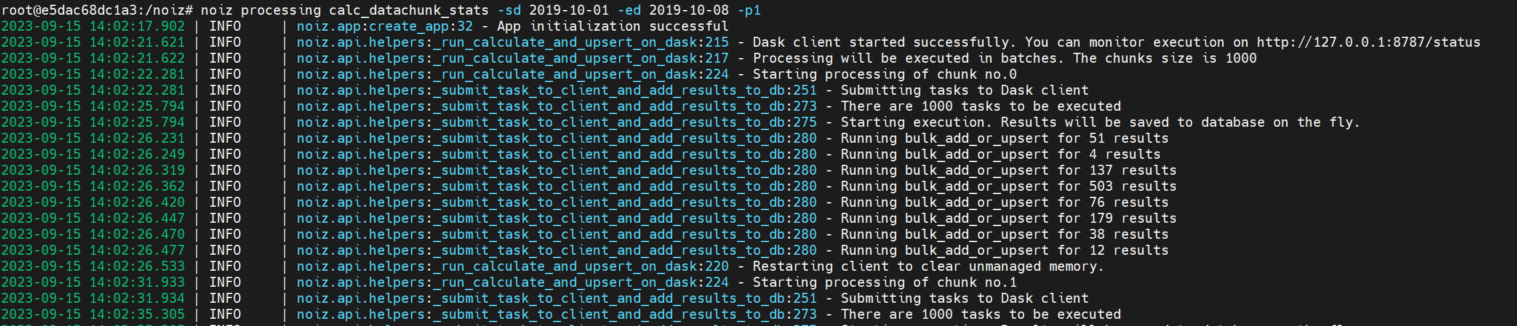 root@e5dac68dc1a3:/noiz# noiz processing calc_datachunk_stats -sd 2019-10-01 -ed 2019-10-08 -p1
2023-09-15 14:02:17.902 | INFO     | noiz.app:create_app:32 - App initialization successful
2023-09-15 14:02:21.621 | INFO     | noiz.api.helpers:_run_calculate_and_upsert_on_dask:215 - Dask client started successfully. You can monitor execution on http://127.0.0.1:8787/status
2023-09-15 14:02:21.622 | INFO     | noiz.api.helpers:_run_calculate_and_upsert_on_dask:217 - Processing will be executed in batches. The chunks size is 1000
2023-09-15 14:02:22.281 | INFO     | noiz.api.helpers:_run_calculate_and_upsert_on_dask:224 - Starting processing of chunk no.0
2023-09-15 14:02:22.281 | INFO     | noiz.api.helpers:_submit_task_to_client_and_add_results_to_db:251 - Submitting tasks to Dask client
2023-09-15 14:02:25.794 | INFO     | noiz.api.helpers:_submit_task_to_client_and_add_results_to_db:273 - There are 1000 tasks to be executed
2023-09-15 14:02:25.794 | INFO     | noiz.api.helpers:_submit_task_to_client_and_add_results_to_db:275 - Starting execution. Results will be saved to database on the fly.
2023-09-15 14:02:26.231 | INFO     | noiz.api.helpers:_submit_task_to_client_and_add_results_to_db:280 - Running bulk_add_or_upsert for 51 results
2023-09-15 14:02:26.249 | INFO     | noiz.api.helpers:_submit_task_to_client_and_add_results_to_db:280 - Running bulk_add_or_upsert for 4 results
2023-09-15 14:02:26.319 | INFO     | noiz.api.helpers:_submit_task_to_client_and_add_results_to_db:280 - Running bulk_add_or_upsert for 137 results
2023-09-15 14:02:26.362 | INFO     | noiz.api.helpers:_submit_task_to_client_and_add_results_to_db:280 - Running bulk_add_or_upsert for 503 results
2023-09-15 14:02:26.420 | INFO     | noiz.api.helpers:_submit_task_to_client_and_add_results_to_db:280 - Running bulk_add_or_upsert for 76 results
2023-09-15 14:02:26.447 | INFO     | noiz.api.helpers:_submit_task_to_client_and_add_results_to_db:280 - Running bulk_add_or_upsert for 179 results
2023-09-15 14:02:26.470 | INFO     | noiz.api.helpers:_submit_task_to_client_and_add_results_to_db:280 - Running bulk_add_or_upsert for 38 results
2023-09-15 14:02:26.477 | INFO     | noiz.api.helpers:_submit_task_to_client_and_add_results_to_db:280 - Running bulk_add_or_upsert for 12 results
2023-09-15 14:02:26.533 | INFO     | noiz.api.helpers:_run_calculate_and_upsert_on_dask:220 - Restarting client to clear unmanaged memory.
2023-09-15 14:02:31.933 | INFO     | noiz.api.helpers:_run_calculate_and_upsert_on_dask:224 - Starting processing of chunk no.1
2023-09-15 14:02:31.934 | INFO     | noiz.api.helpers:_submit_task_to_client_and_add_results_to_db:251 - Submitting tasks to Dask client
2023-09-15 14:02:35.305 | INFO     | noiz.api.helpers:_submit_task_to_client_and_add_results_to_db:273 - There are 1000 tasks to be executed